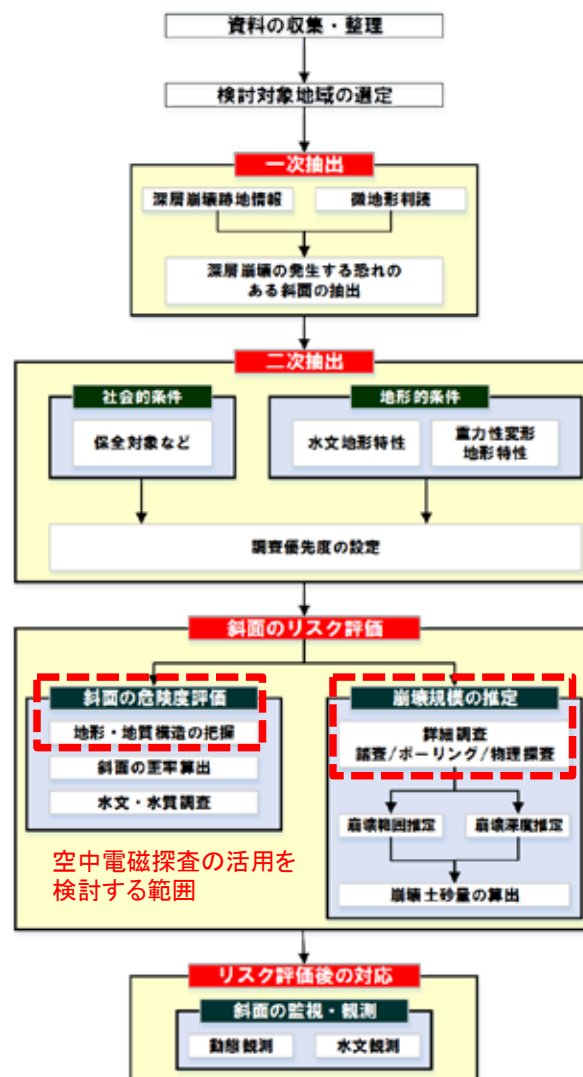 資料の収集・整理
検討対象地域の選定
一次抽出
深層崩壊跡地情報
微地形判読
深層崩壊の発生する恐れの
ある斜面の抽出
二次抽出
社会的条件
保全対象など
地形的条件
水文地形特性
重力性変形
地形特性
調査優先度の設定
斜面のリスク評価
斜面の危険度評価
地形・地質構造の把握
斜面の歪率算出
水文・水質調査
空中電磁探査の活用を
検討する範囲
崩壊規模の推定
詳細調査
踏査/ボーリング/物理探査
崩壊範囲推定
崩壊深度推定
崩壊土砂量の算出
リスク評価後の対応
斜面の監視・観測
動態観測
水文観測